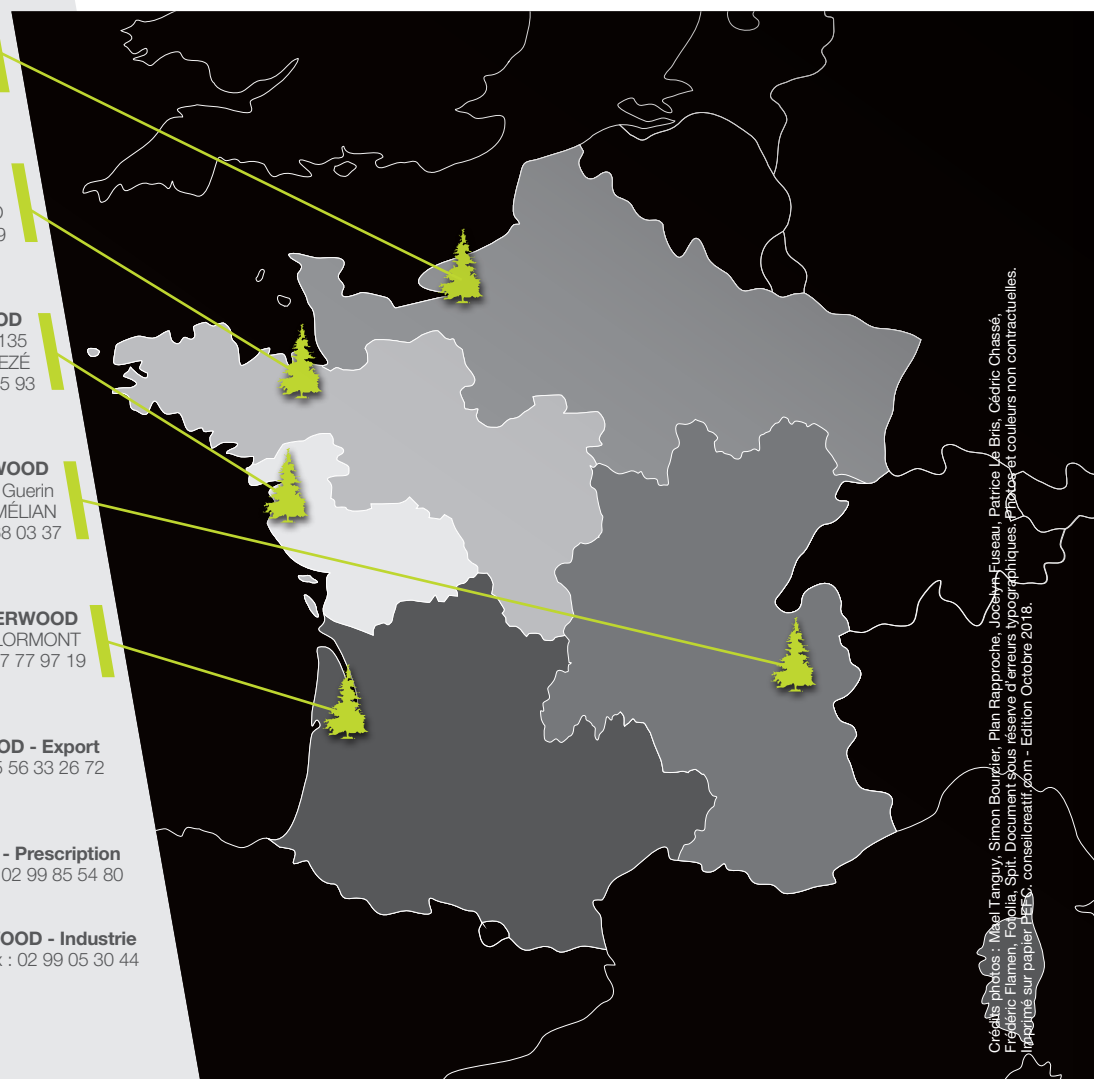 9
OD
135
EZÉ
5 93
WOOD
Guerin
MÉLIAN
8 03 37
ERWOOD
LORMONT
7 77 97 19
OD - Export
5 56 33 26 72
- Prescription
02 99 85 54 80
OOD - Industrie
x : 02 99 05 30 44
Crédits photos : Mael Tanguy, Simon Bourcier, Plan Rapproche, Jocelyn Fuseau, Patrice Le Bris, Cédric Chassé,
Frédéric Flamen, Fotolia, Spit. Document sous réserve d'erreurs typographiques. Photos et couleurs non contractuelles.
Imprimé sur papier PEFC. conseilcreatif.com - Edition Octobre 2018.